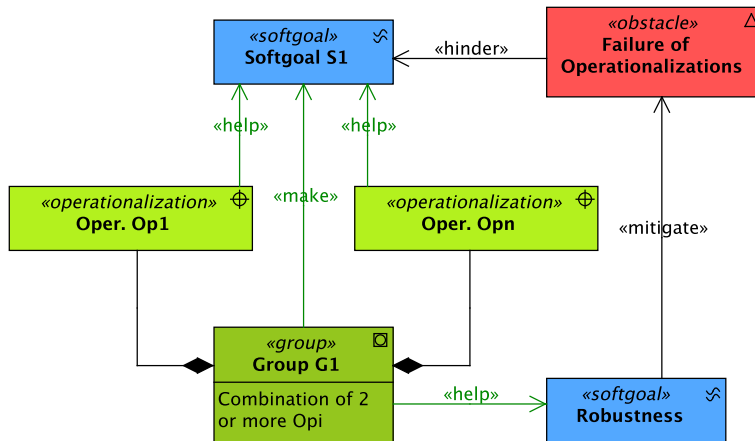 «softgoal»
Softgoal S1
«hinder»
«obstacle»
Failure of
Operationalizations
«help»
«help»
«make»
«operationalization»
Oper. Op1
«operationalization»
Oper. Opn
«mitigate»
«group»
Group G1
Combination of 2
or more Opi
«help»
«softgoal»
Robustness